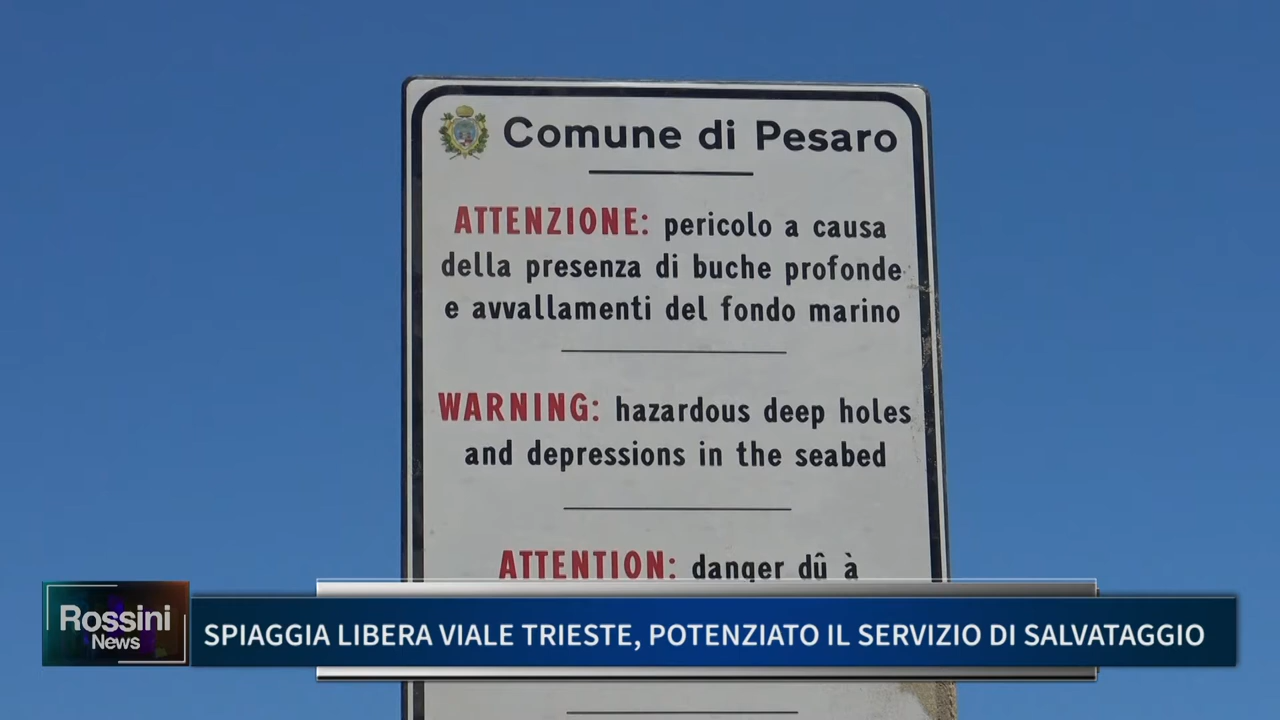 Comune di Pesaro
ATTENZIONE: pericolo a causa
della presenza di buche profonde
e avvallamenti del fondo marino
WARNING: hazardous deep holes
and depressions in the seabed
ATTENTION: danger dû à
Rossini
News
SPIAGGIA LIBERA VIALE TRIESTE, POTENZIATO IL SERVIZIO DI SALVATAGGIO